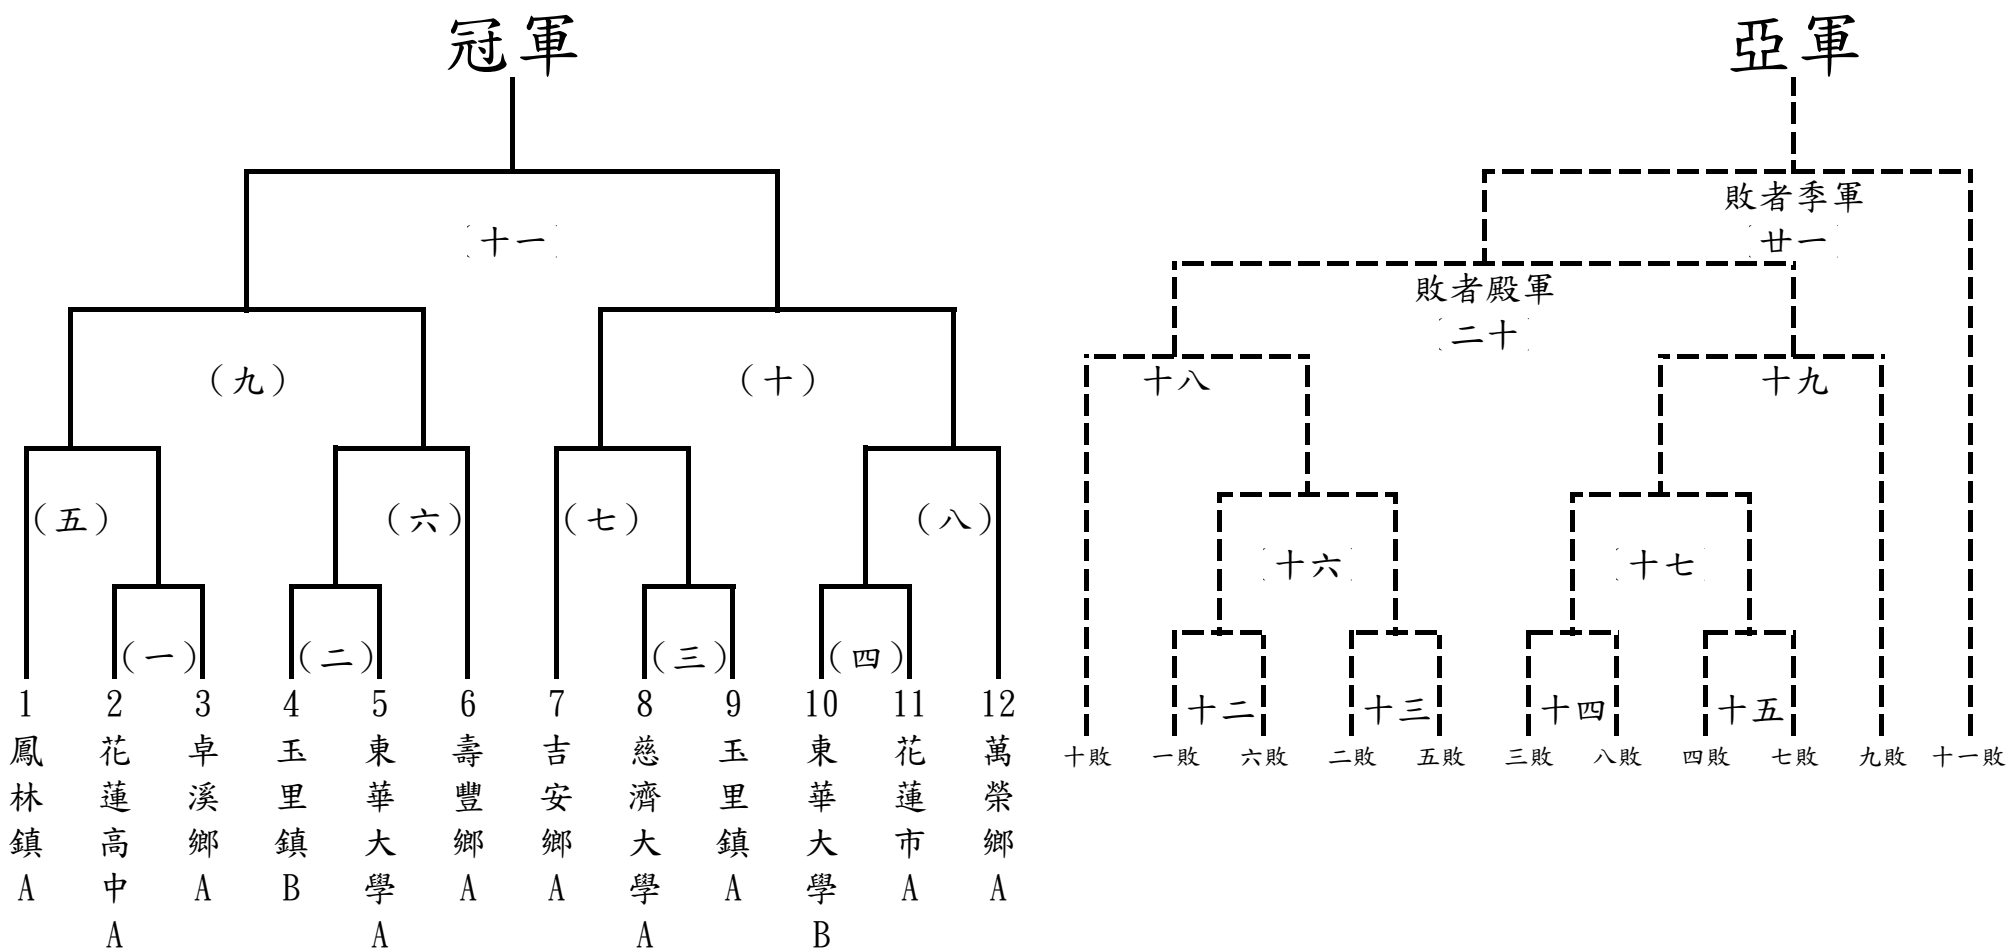 冠軍
亞軍
十一
敗者季軍
廿一
敗者殿軍
二十
（九）
（十）
十八
十九
（五）
（六）
（七）
（八）
十六
十七
（一）
（二）
（三）
（四）
十二
十三
十四
十五
1 鳳林鎮A
2 花蓮高中A
3 卓溪鄉A
4 玉里鎮B
5 東華大學A
6 壽豐鄉A
7 吉安鄉A
8 慈濟大學A
9 玉里鎮A
10 東華大學B
11 花蓮市A
12 萬榮鄉A
十敗
一敗
六敗
二敗
五敗
三敗
八敗
四敗
七敗
九敗
十一敗